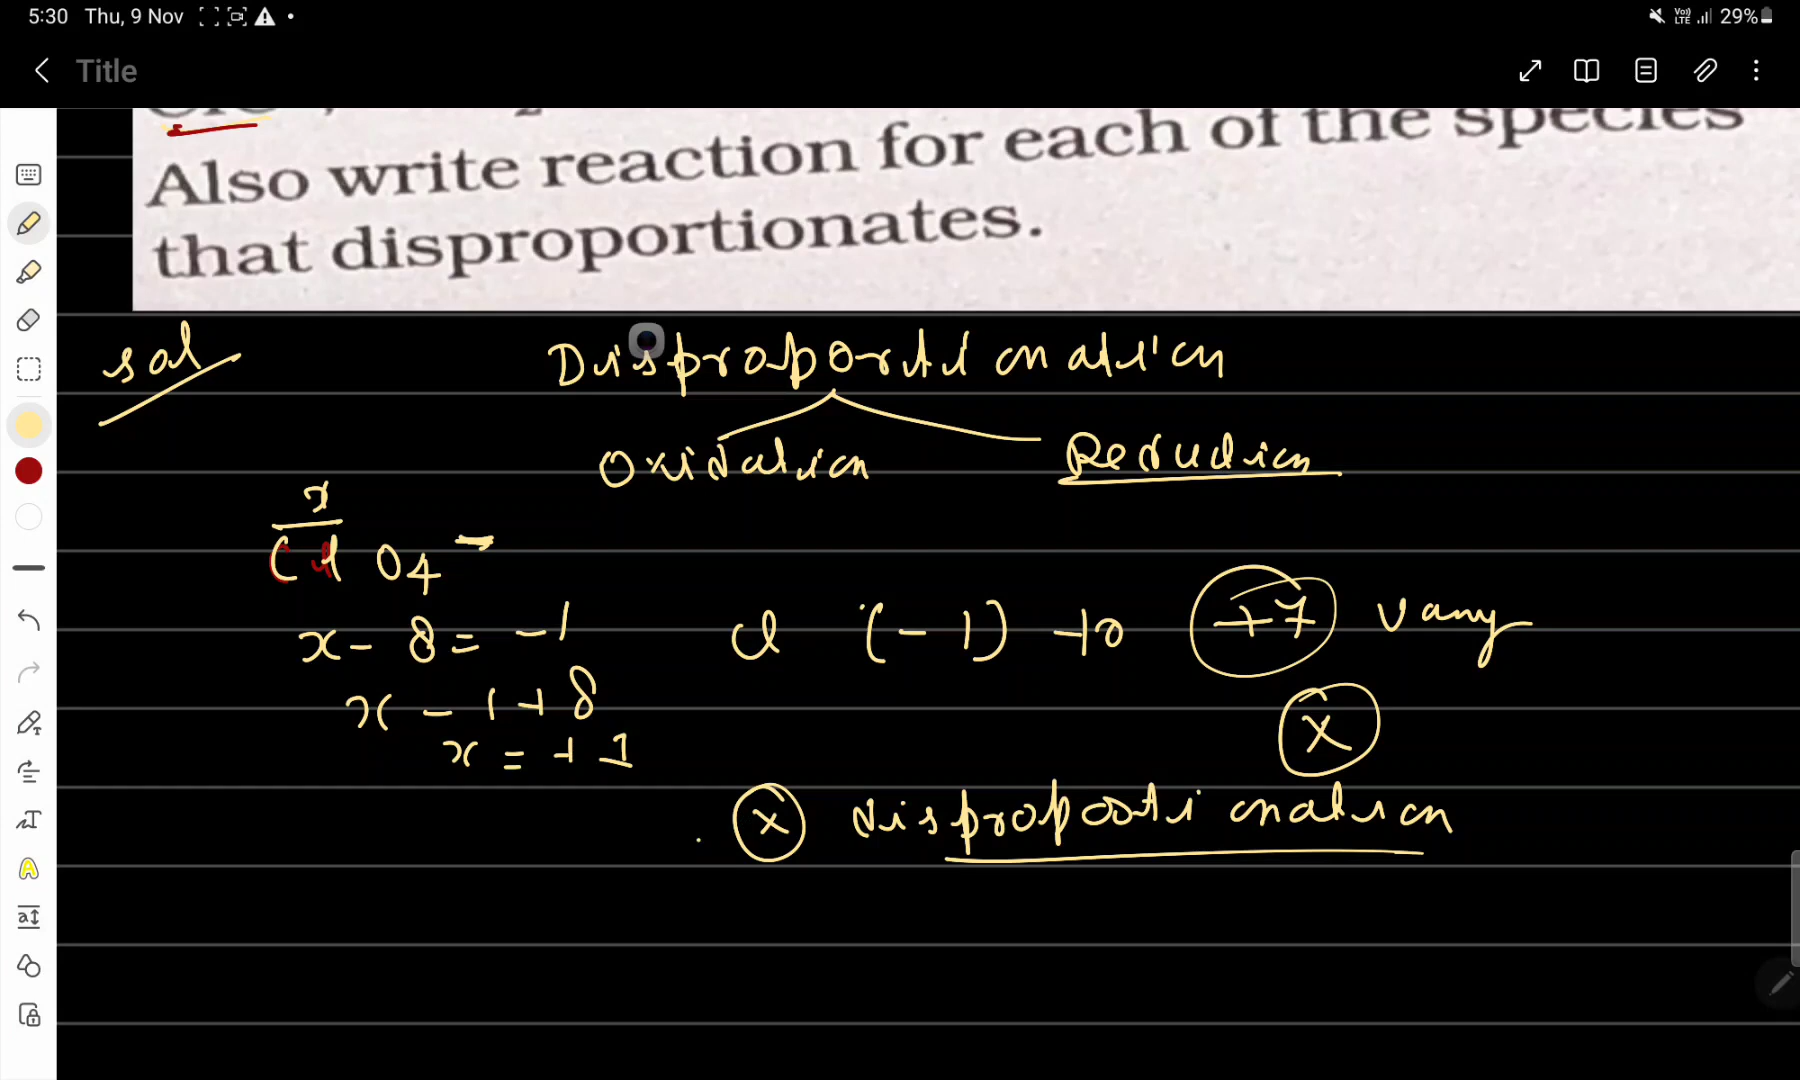 5:30 Thu, 9 Nov
29%
Title
Also write reaction for each of the species
that disproportionates.
sol
Disproportionation
Oxidation Reduction
x
Cl O4 -
x - 8 = -1
Cl (-1) to +7 vary
x - 1 + 8
x
x = + 1
x disproportionation